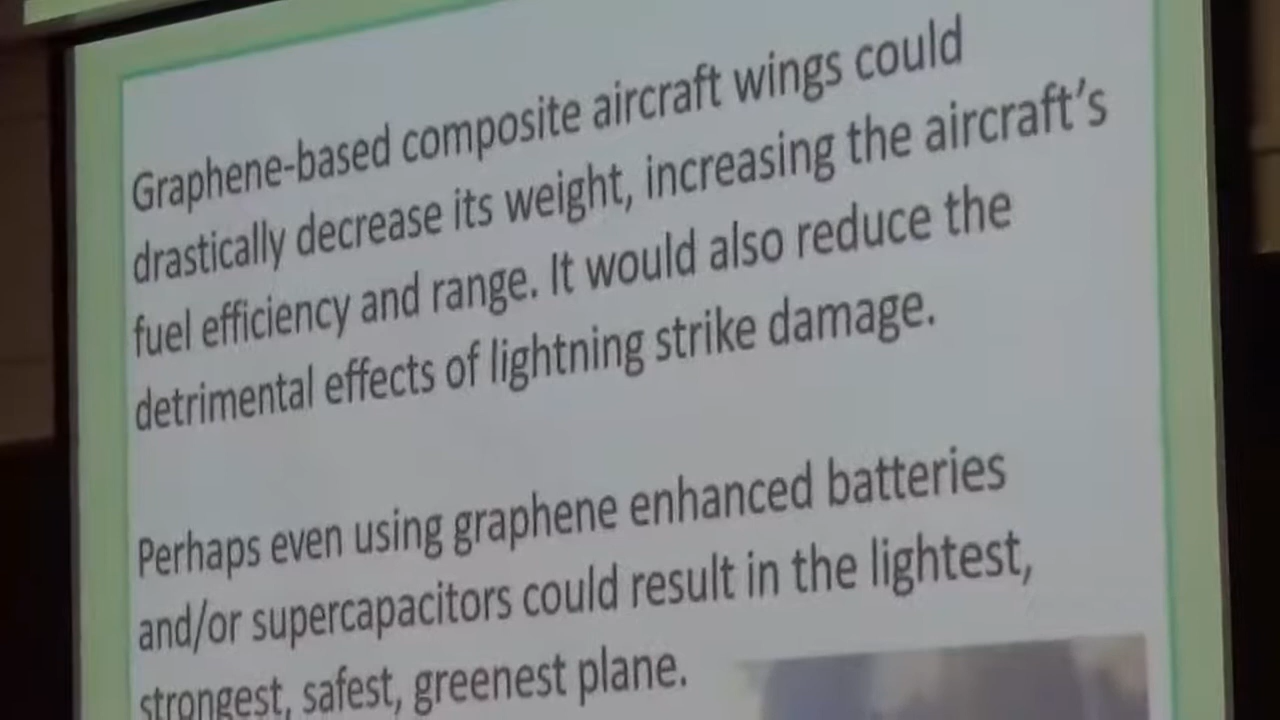 Graphene-based composite aircraft wings could
drastically decrease its weight, increasing the aircraft's
fuel efficiency and range. It would also reduce the
detrimental effects of lightning strike damage.
Perhaps even using graphene enhanced batteries
and/or supercapacitors could result in the lightest,
strongest, safest, greenest plane.